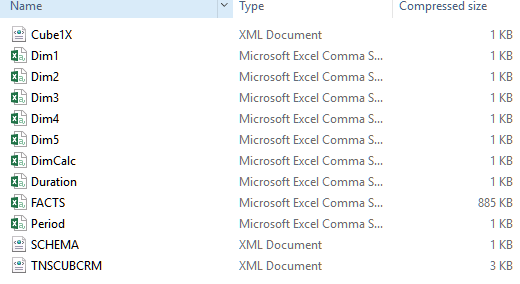 Name Type Compressed size
Cube1X XML Document 1 KB
Dim1 Microsoft Excel Comma S... 1 KB
Dim2 Microsoft Excel Comma S... 1 KB
Dim3 Microsoft Excel Comma S... 1 KB
Dim4 Microsoft Excel Comma S... 1 KB
Dim5 Microsoft Excel Comma S... 1 KB
DimCalc Microsoft Excel Comma S... 1 KB
Duration Microsoft Excel Comma S... 1 KB
FACTS Microsoft Excel Comma S... 885 KB
Period Microsoft Excel Comma S... 1 KB
SCHEMA XML Document 1 KB
TNSCUBCRM XML Document 3 KB